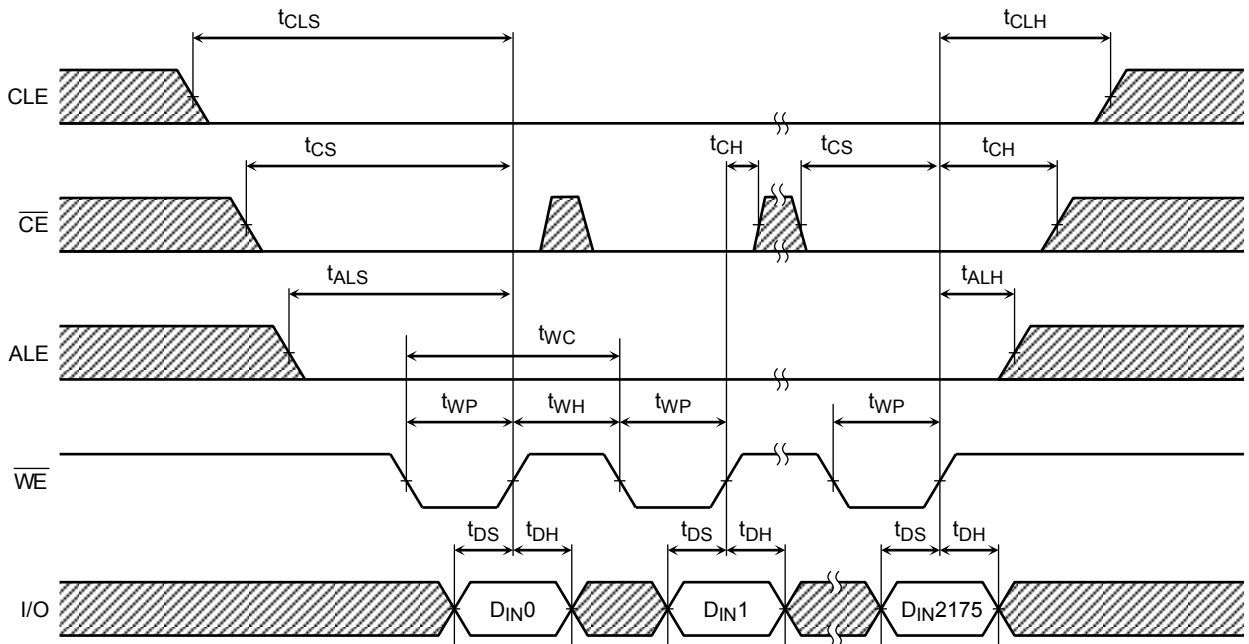 tCLS tCLH
CLE
tCS tCH tCS tCH
CE
tALS tALH
ALE
tWC
tWP tWH tWP tWP
WE
tDS tDH tDS tDH tDS tDH
I/O DIN0 DIN1 DIN2175